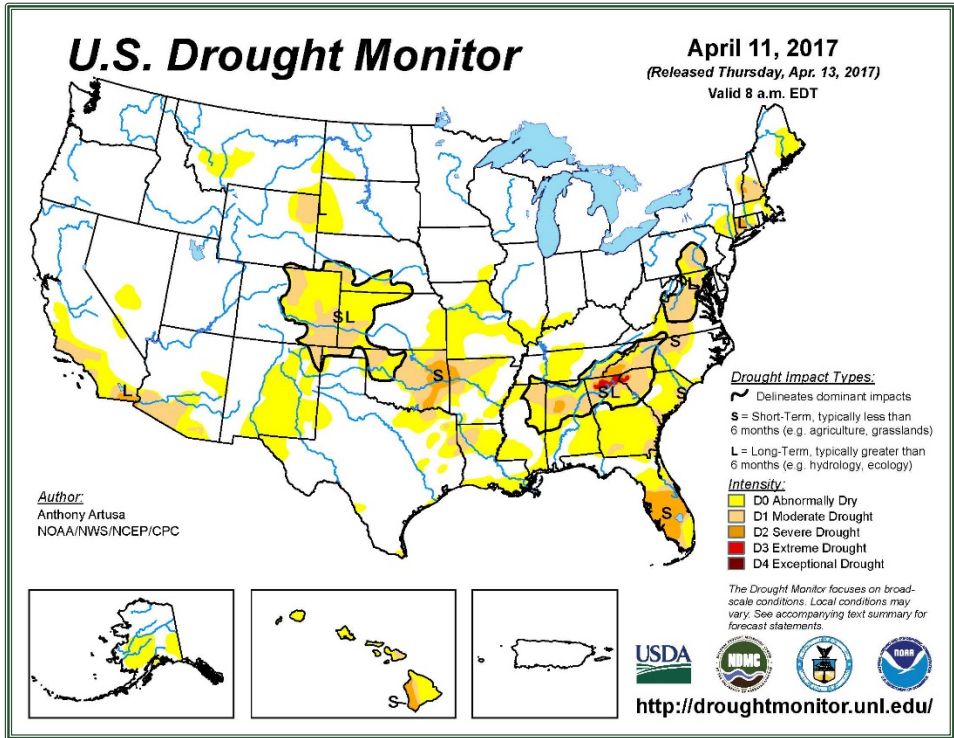 U.S. Drought Monitor
April 11, 2017
(Released Thursday, Apr. 13, 2017)
Valid 8 a.m. EDT
L
SL
S
L
S
L
L
S
SL
S
S
S
Drought Impact Types:
Delineates dominant impacts
S = Short-Term, typically less than
6 months (e.g. agriculture, grasslands)
L = Long-Term, typically greater than
6 months (e.g. hydrology, ecology)
Intensity:
D0 Abnormally Dry
D1 Moderate Drought
D2 Severe Drought
D3 Extreme Drought
D4 Exceptional Drought
Author:
Anthony Artusa
NOAA/NWS/NCEP/CPC
The Drought Monitor focuses on broad-
scale conditions. Local conditions may
vary. See accompanying text summary for
forecast statements.
USDA
NDMC
NOAA
http://droughtmonitor.unl.edu/